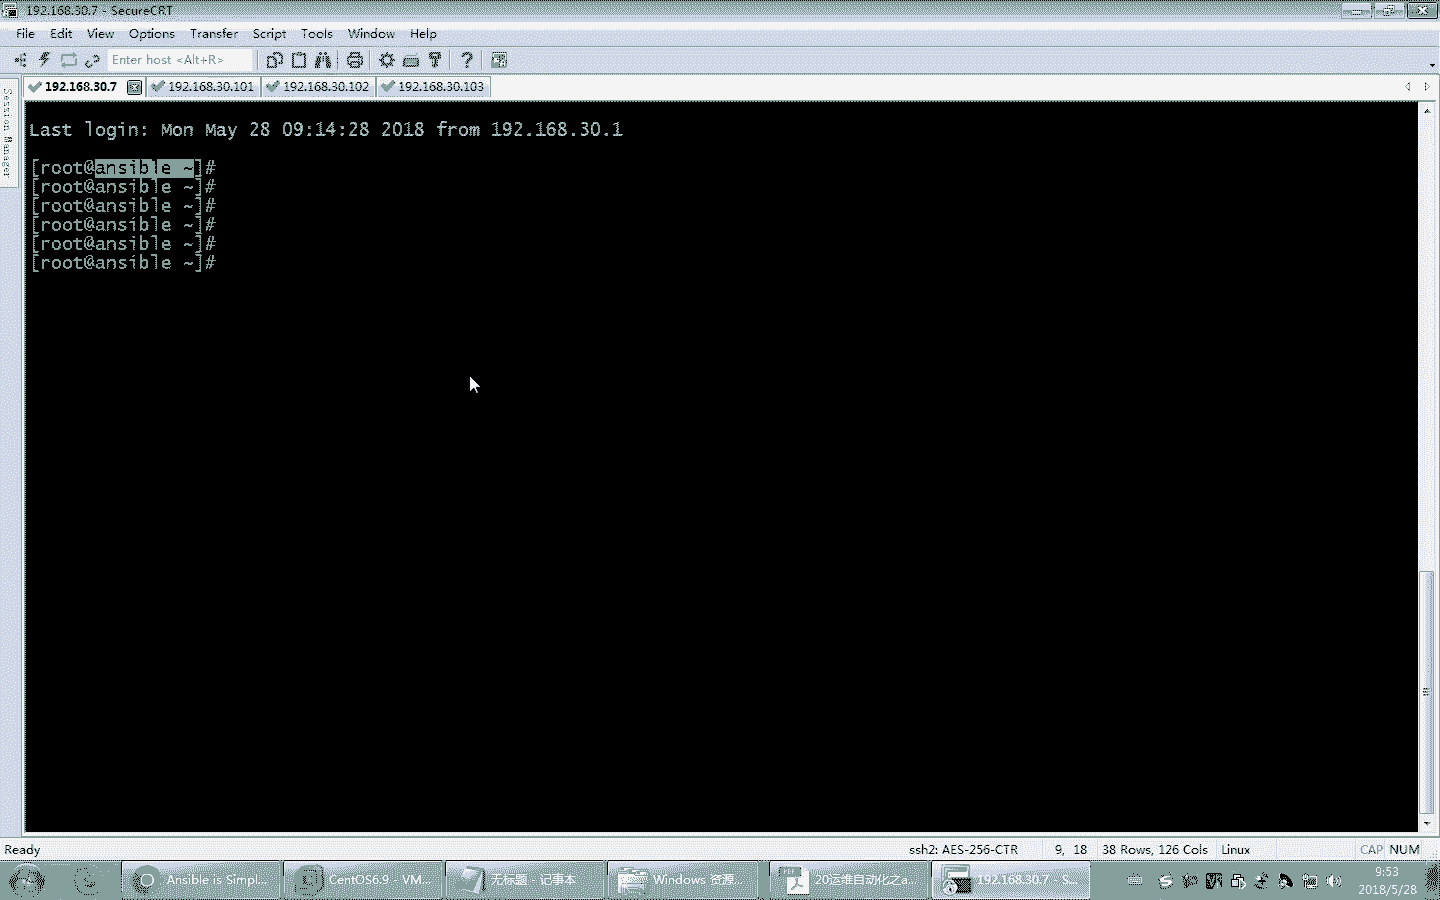 192.168.30.7 - SecureCRT
File Edit View Options Transfer Script Tools Window Help
Enter host <Alt+R>
192.168.30.7 192.168.30.101 192.168.30.102 192.168.30.103
Session Manager
Last login: Mon May 28 09:14:28 2018 from 192.168.30.1
[root@ansible ~]#
[root@ansible ~]#
[root@ansible ~]#
[root@ansible ~]#
[root@ansible ~]#
[root@ansible ~]#
Ready ssh2: AES-256-CTR 9, 18 38 Rows, 126 Cols Linux CAP NUM
Ansible is Simpl... CentOS6.9 - VM... 无标题 - 记事本 Windows 资源... 20运维自动化之a... 192.168.30.7 - S...
9:53
2018/5/28